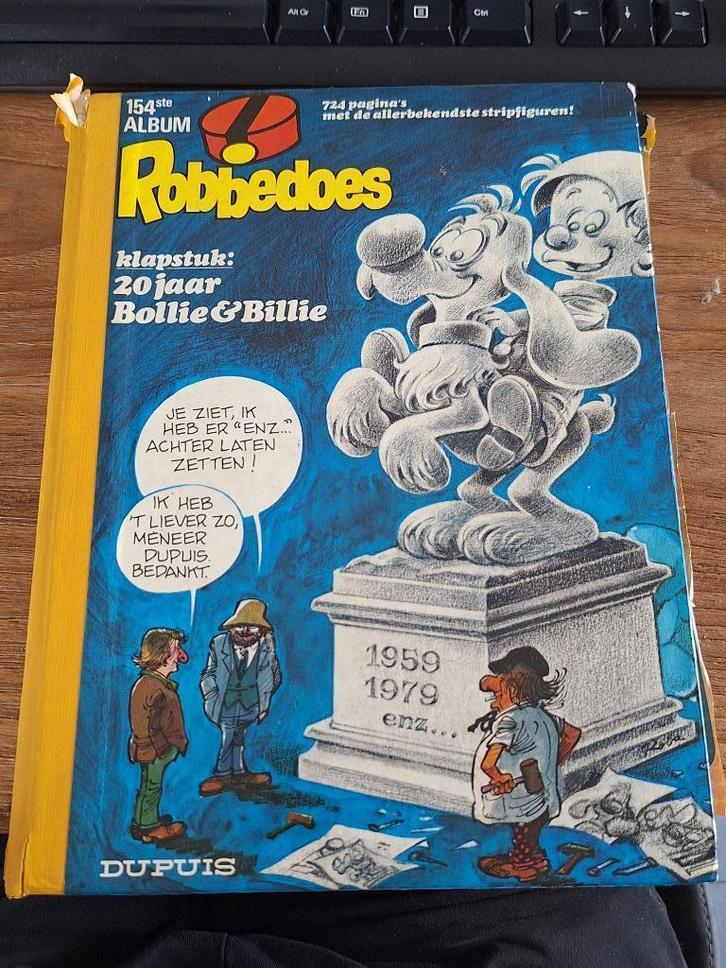 Alt Gr
Fn
Ctrl
154ste
ALBUM
724 pagina's
met de allerbekendste stripfiguren!
Robbedoes
klapstuk:
20 jaar
Bollie & Billie
JE ZIET, IK
HEB ER "ENZ..."
ACHTER LATEN
ZETTEN!
IK HEB
'T LIEVER ZO,
MENEER
DUPUIS.
BEDANKT.
1959
1979
enz...
Roba
DUPUIS